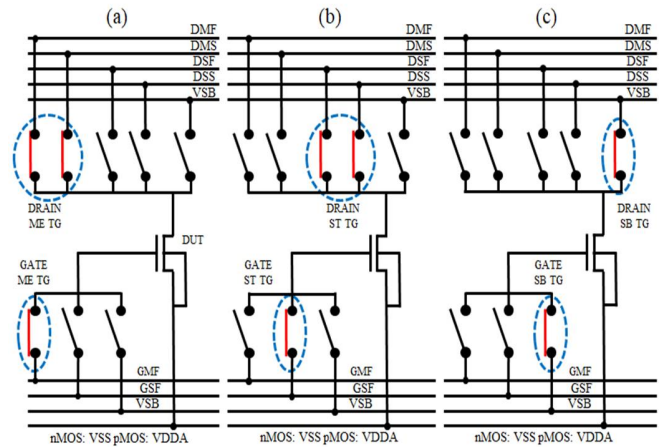 (a)
DMF
DMS
DSF
DSS
VSB
DRAIN
ME TG
DUT
GATE
ME TG
GMF
GSF
VSB
nMOS: VSS pMOS: VDDA
(b)
DMF
DMS
DSF
DSS
VSB
DRAIN
ST TG
GATE
ST TG
GMF
GSF
VSB
nMOS: VSS pMOS: VDDA
(c)
DMF
DMS
DSF
DSS
VSB
DRAIN
SB TG
GATE
SB TG
GMF
GSF
VSB
nMOS: VSS pMOS: VDDA